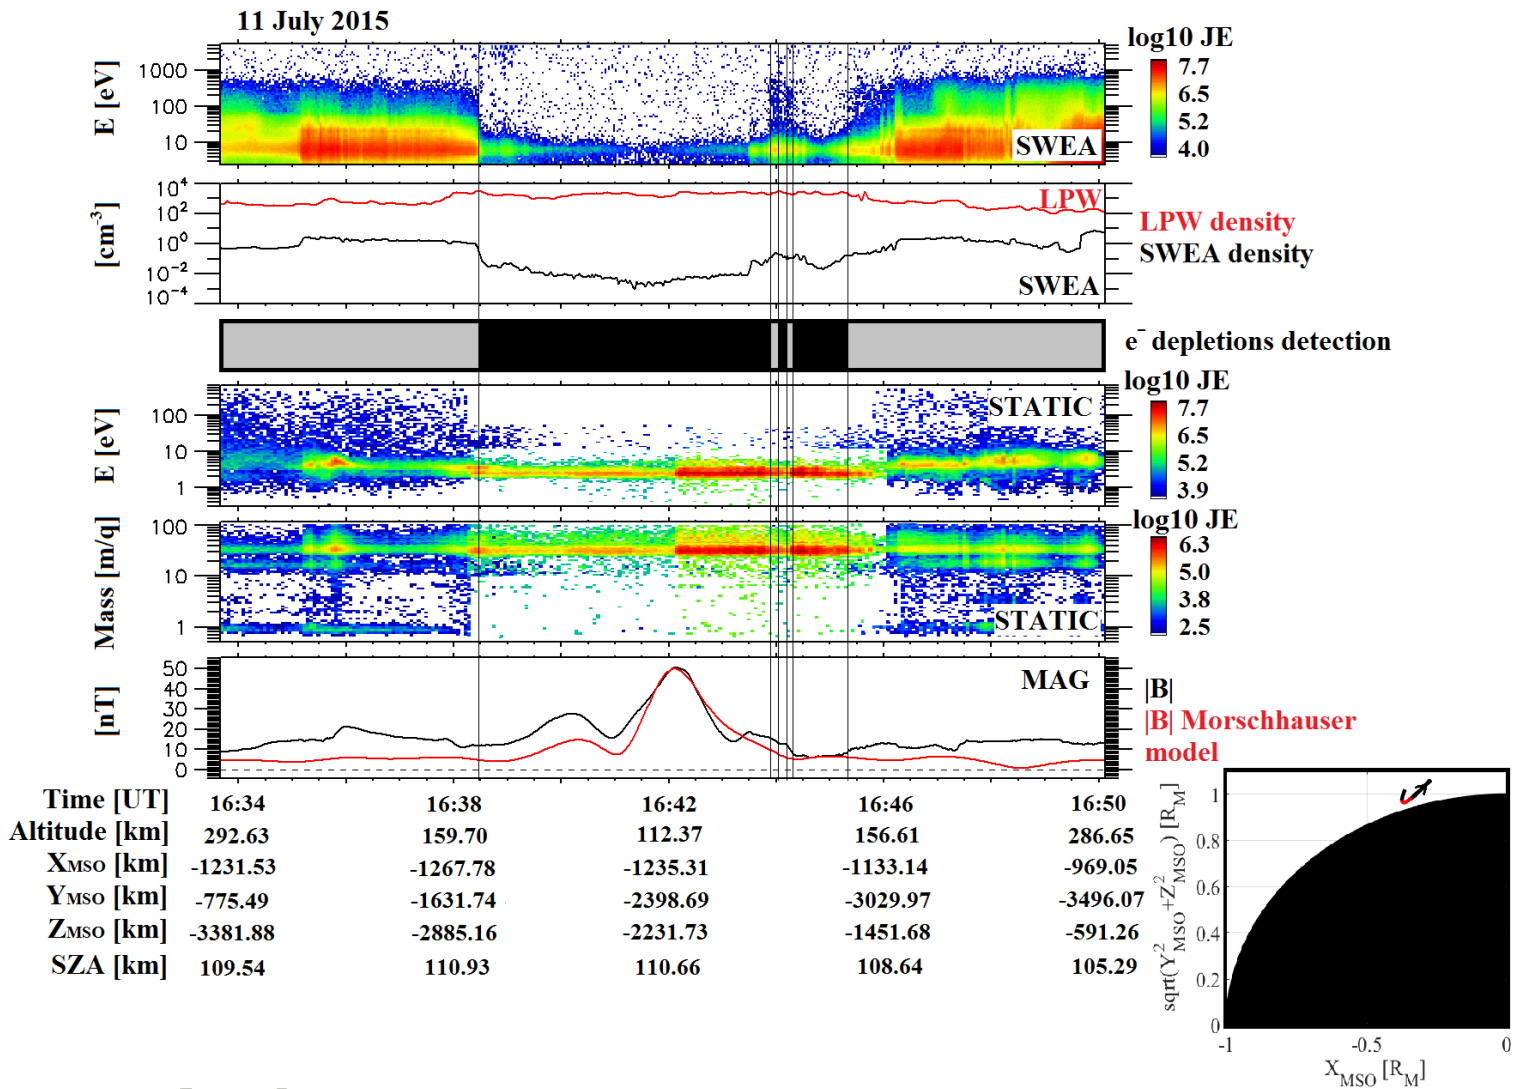 11 July 2015
E [eV]
1000
100
10
SWEA
log10 JE
7.7
6.5
5.2
4.0
[cm-3]
10^4
10^2
10^0
10^-2
10^-4
LPW
SWEA
LPW density
SWEA density
e- depletions detection
E [eV]
100
10
1
STATIC
log10 JE
7.7
6.5
5.2
3.9
Mass [m/q]
100
10
1
STATIC
log10 JE
6.3
5.0
3.8
2.5
[nT]
50
40
30
20
10
0
MAG
|B|
|B| Morschhauser
model
Time [UT] 16:34 16:38 16:42 16:46 16:50
Altitude [km] 292.63 159.70 112.37 156.61 286.65
XMSO [km] -1231.53 -1267.78 -1235.31 -1133.14 -969.05
YMSO [km] -775.49 -1631.74 -2398.69 -3029.97 -3496.07
ZMSO [km] -3381.88 -2885.16 -2231.73 -1451.68 -591.26
SZA [km] 109.54 110.93 110.66 108.64 105.29
sqrt(Y²MSO+Z²MSO) [RM]
1
0.8
0.6
0.4
0.2
0
-1 -0.5 0
XMSO [RM]